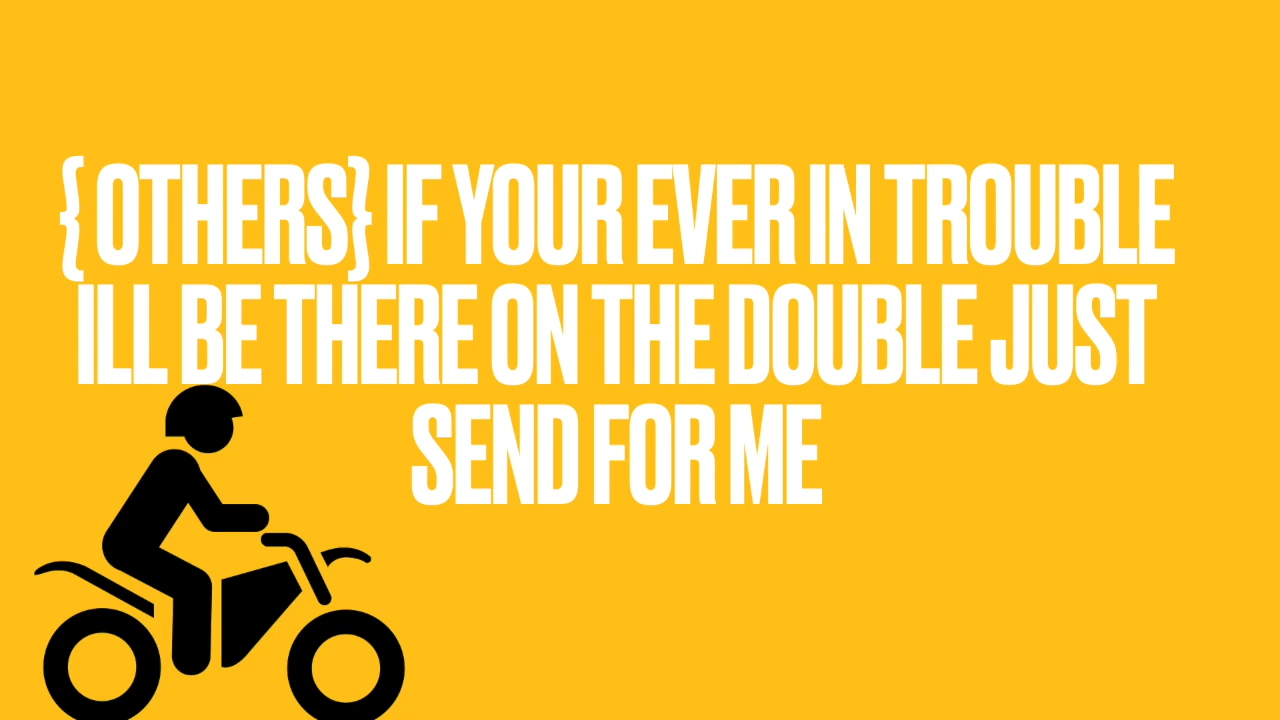 { OTHERS} IF YOUR EVER IN TROUBLE
ILL BE THERE ON THE DOUBLE JUST
SEND FOR ME